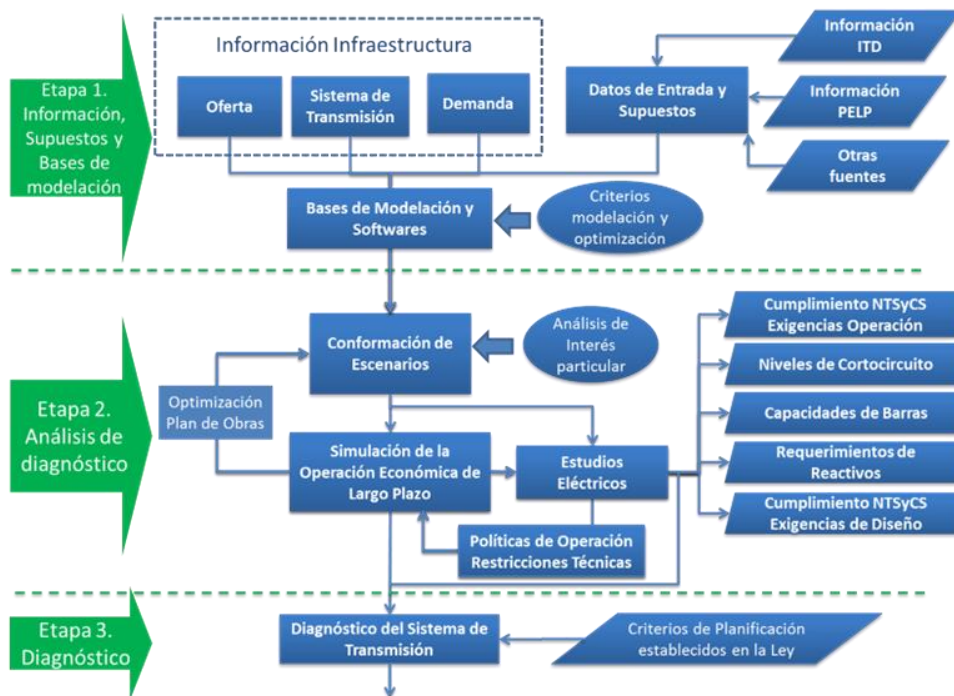 Etapa 1.
Información,
Supuestos y
Bases de
modelación
Información Infraestructura
Oferta
Sistema de
Transmisión
Demanda
Datos de Entrada y
Supuestos
Información
ITD
Información
PELP
Otras
fuentes
Bases de Modelación y
Softwares
Criterios
modelación y
optimización
Etapa 2.
Análisis de
diagnóstico
Conformación de
Escenarios
Análisis de
Interés
particular
Optimización
Plan de Obras
Simulación de la
Operación Económica de
Largo Plazo
Estudios
Eléctricos
Políticas de Operación
Restricciones Técnicas
Cumplimiento NTSyCS
Exigencias Operación
Niveles de Cortocircuito
Capacidades de Barras
Requerimientos de
Reactivos
Cumplimiento NTSyCS
Exigencias de Diseño
Etapa 3.
Diagnóstico
Diagnóstico del Sistema de
Transmisión
Criterios de Planificación
establecidos en la Ley